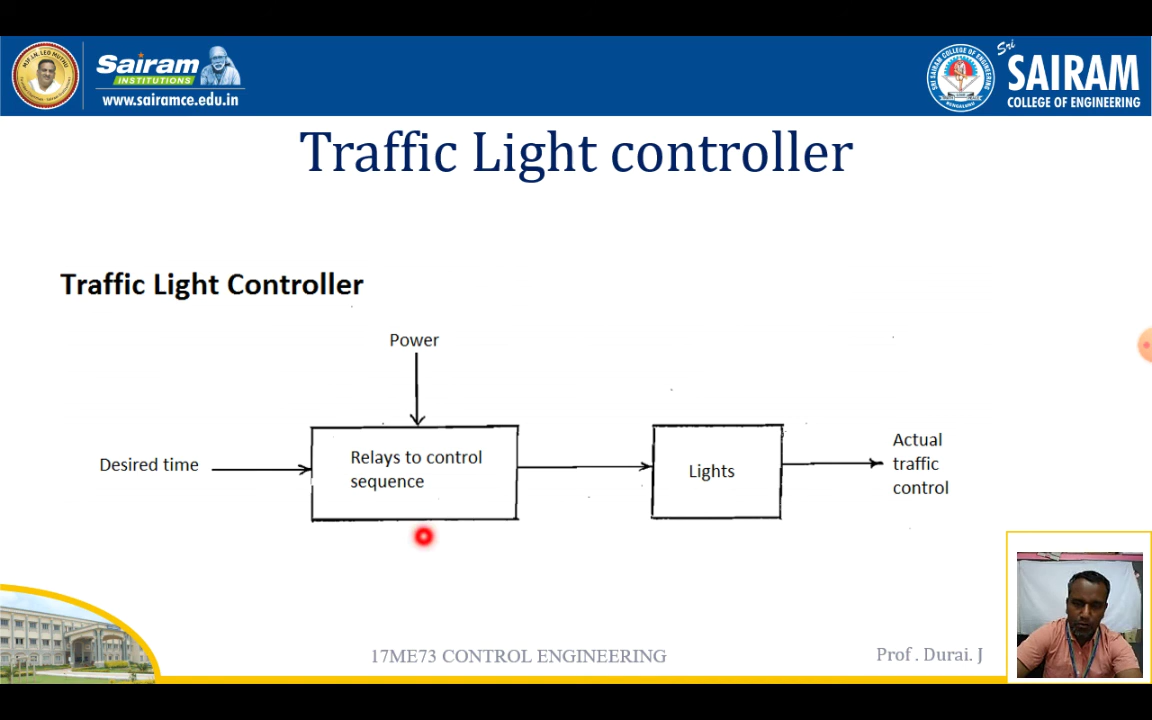 Sairam
INSTITUTIONS
www.sairamce.edu.in
Sri
SAIRAM
COLLEGE OF ENGINEERING
Traffic Light controller
Traffic Light Controller
Power
Desired time
Relays to control
sequence
Lights
Actual
traffic
control
17ME73 CONTROL ENGINEERING
Prof . Durai. J